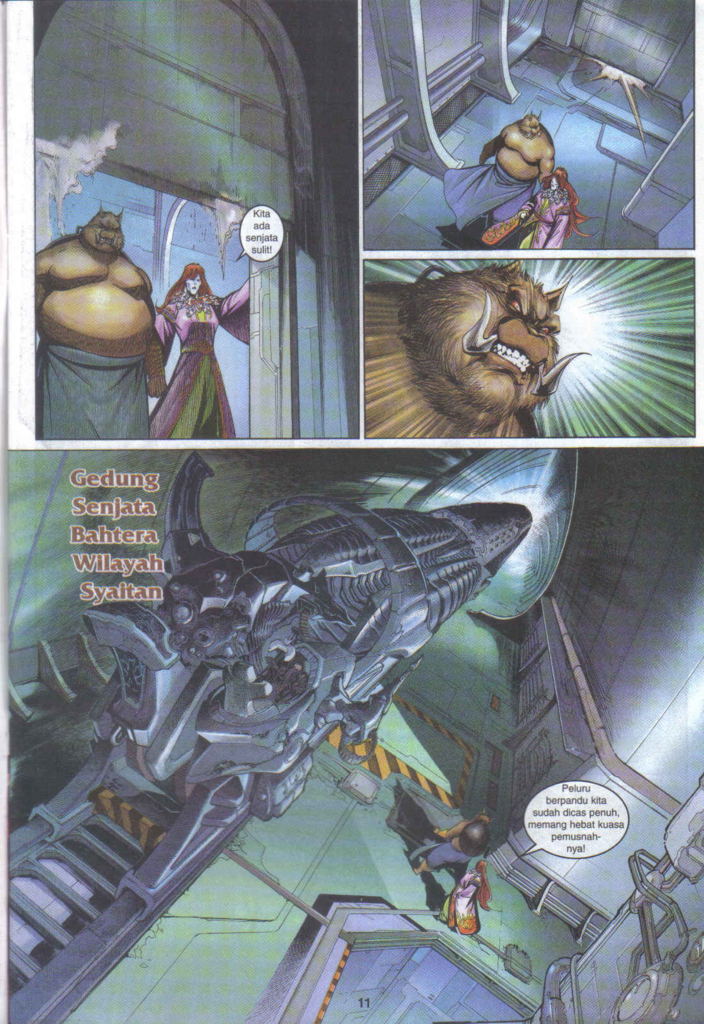 Kita
ada
senjata
sulit!
Gedung
Senjata
Bahtera
Wilayah
Syaitan
Peluru
berpandu kita
sudah dicas penuh,
memang hebat kuasa
pemusnah-
nya!
11